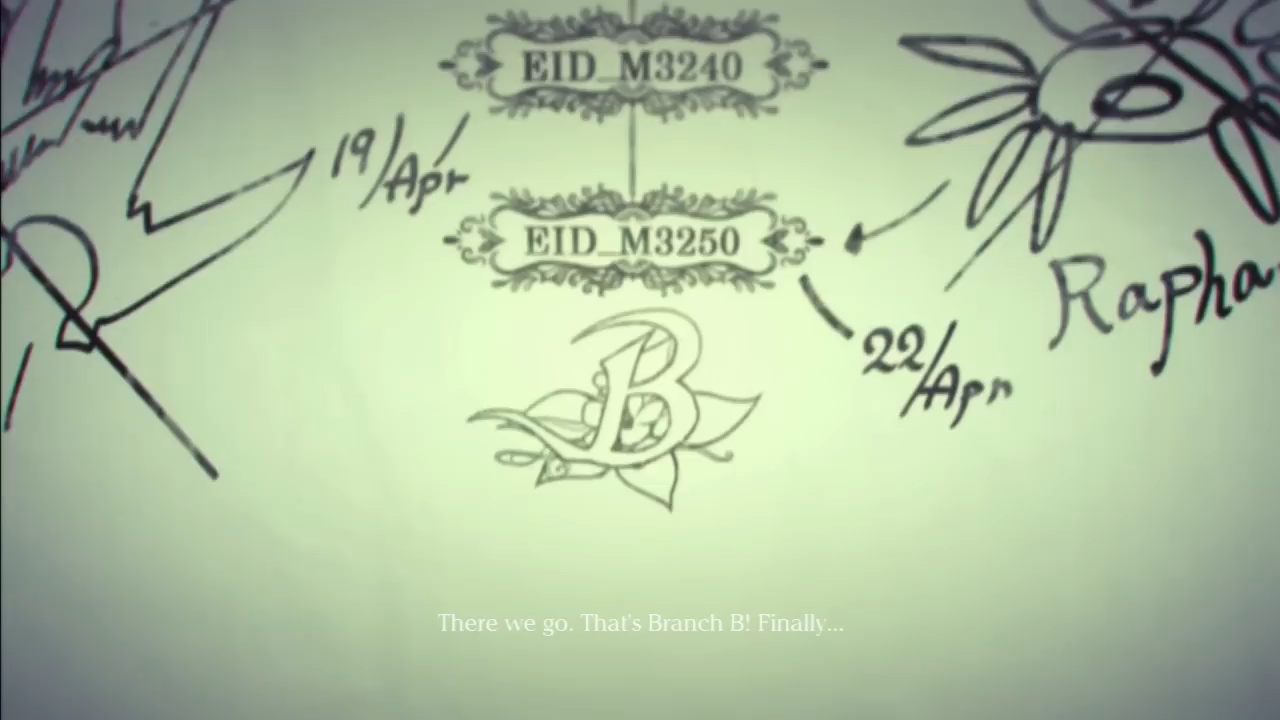 EID_M3240
19/Apr
EID_M3250
Rapha
22/Apr
B
There we go. That's Branch B! Finally...